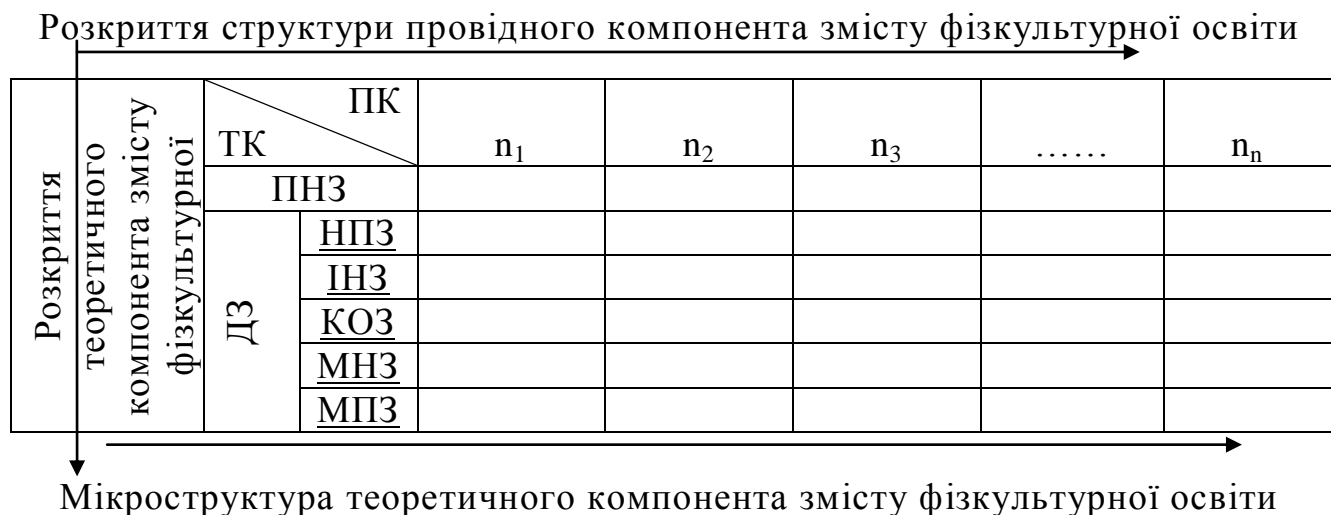 Розкриття структури провідного компонента змісту фізкультурної освіти
Розкриття
теоретичного
компонента змісту
фізкультурної
ПК
ТК
n₁ n₂ n₃ …… nₙ
ПНЗ
ДЗ
НПЗ
ІНЗ
КОЗ
МНЗ
МПЗ
Мікроструктура теоретичного компонента змісту фізкультурної освіти